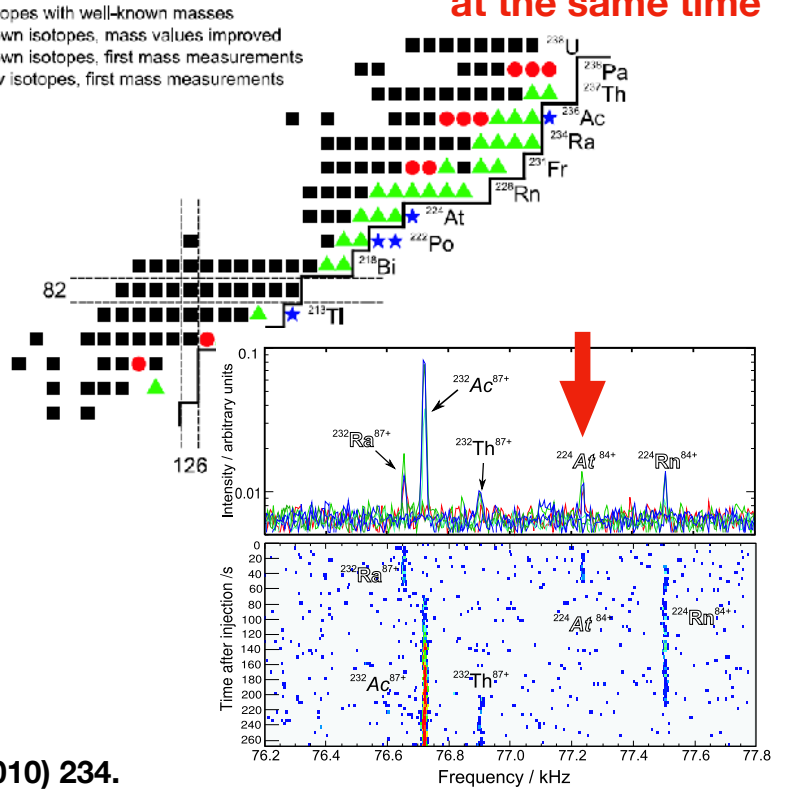 at the same time
opes with well-known masses
wn isotopes, mass values improved
wn isotopes, first mass measurements
v isotopes, first mass measurements
²³⁸U
²³⁸Pa
²³⁷Th
²³⁶Ac
²³⁴Ra
²³¹Fr
²²⁸Rn
²²⁴At
²²²Po
²¹⁸Bi
82
²¹³Tl
126
Intensity / arbitrary units
0.1
0.01
²³²Ra⁸⁷⁺
²³²Ac⁸⁷⁺
²³²Th⁸⁷⁺
²²⁴At⁸⁴⁺
²²⁴Rn⁸⁴⁺
Time after injection /s
0
20
40
60
80
100
120
140
160
180
200
220
240
260
²³²Ra⁸⁷⁺
²²⁴At⁸⁴⁺
²²⁴Rn⁸⁴⁺
²³²Ac⁸⁷⁺
²³²Th⁸⁷⁺
76.2 76.4 76.6 76.8 77.0 77.2 77.4 77.6 77.8
Frequency / kHz
010) 234.